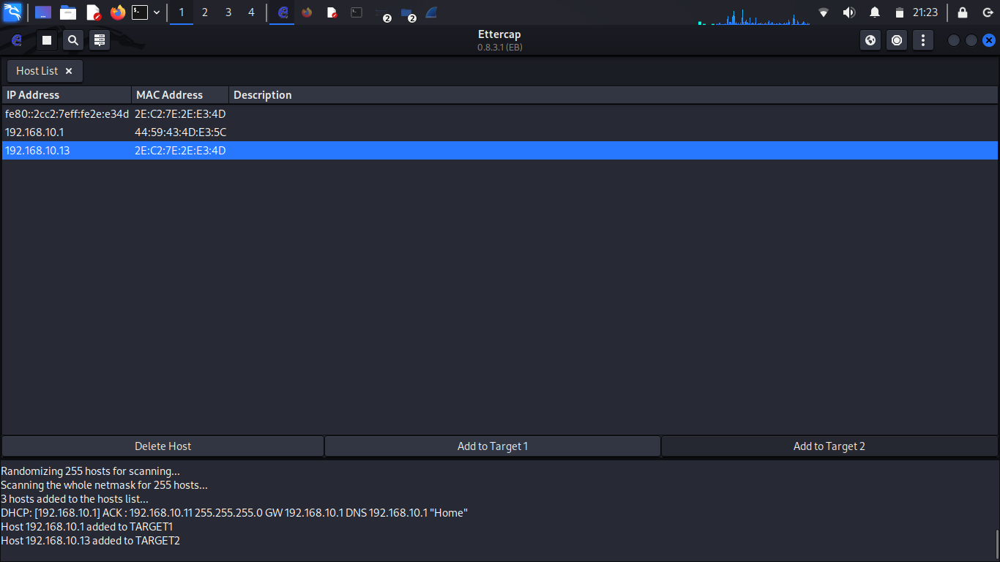 1 2 3 4 2 2 21:23
Ettercap
0.8.3.1 (EB)
Host List
IP Address MAC Address Description
fe80::2cc2:7eff:fe2e:e34d 2E:C2:7E:2E:E3:4D
192.168.10.1 44:59:43:4D:E3:5C
192.168.10.13 2E:C2:7E:2E:E3:4D
Delete Host Add to Target 1 Add to Target 2
Randomizing 255 hosts for scanning...
Scanning the whole netmask for 255 hosts...
3 hosts added to the hosts list...
DHCP: [192.168.10.1] ACK : 192.168.10.11 255.255.255.0 GW 192.168.10.1 DNS 192.168.10.1 "Home"
Host 192.168.10.1 added to TARGET1
Host 192.168.10.13 added to TARGET2